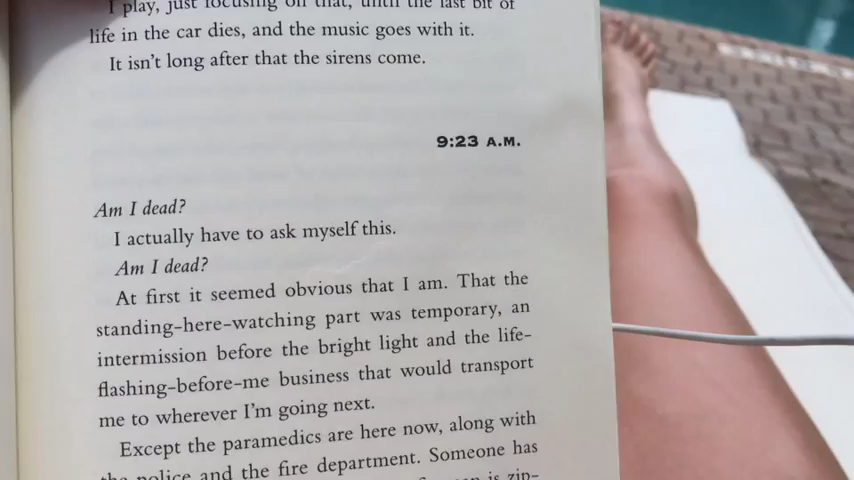 I play, just focusing on that, until the last bit of
life in the car dies, and the music goes with it.
It isn't long after that the sirens come.
9:23 A.M.
Am I dead?
I actually have to ask myself this.
Am I dead?
At first it seemed obvious that I am. That the
standing-here-watching part was temporary, an
intermission before the bright light and the life-
flashing-before-me business that would transport
me to wherever I'm going next.
Except the paramedics are here now, along with
the police and the fire department. Someone has
is zip-